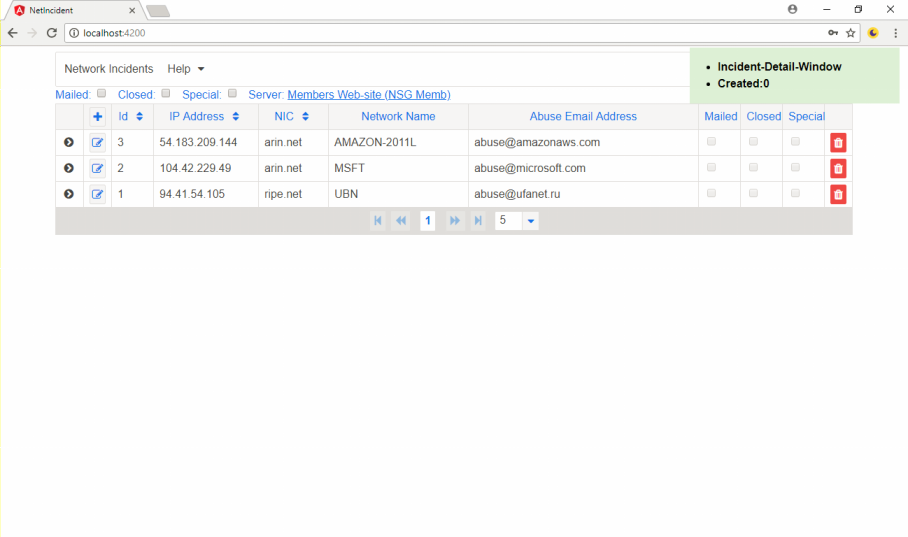 NetIncident
localhost:4200
Network Incidents Help
Incident-Detail-Window
Created:0
Mailed: Closed: Special: Server: Members Web-site (NSG Memb)
Id IP Address NIC Network Name Abuse Email Address Mailed Closed Special
3 54.183.209.144 arin.net AMAZON-2011L abuse@amazonaws.com
2 104.42.229.49 arin.net MSFT abuse@microsoft.com
1 94.41.54.105 ripe.net UBN abuse@ufanet.ru
1 5